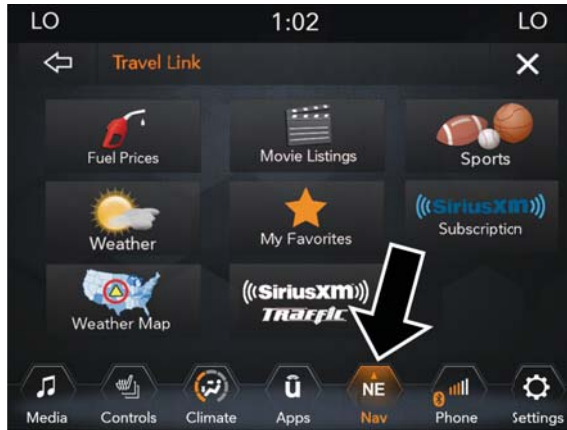 LO 1:02 LO
Travel Link
Fuel Prices
Movie Listings
Sports
Weather
My Favorites
((SiriusXM))
Subscription
Weather Map
((SiriusXM))
Traffic
NE
Media Controls Climate Apps Nav Phone Settings